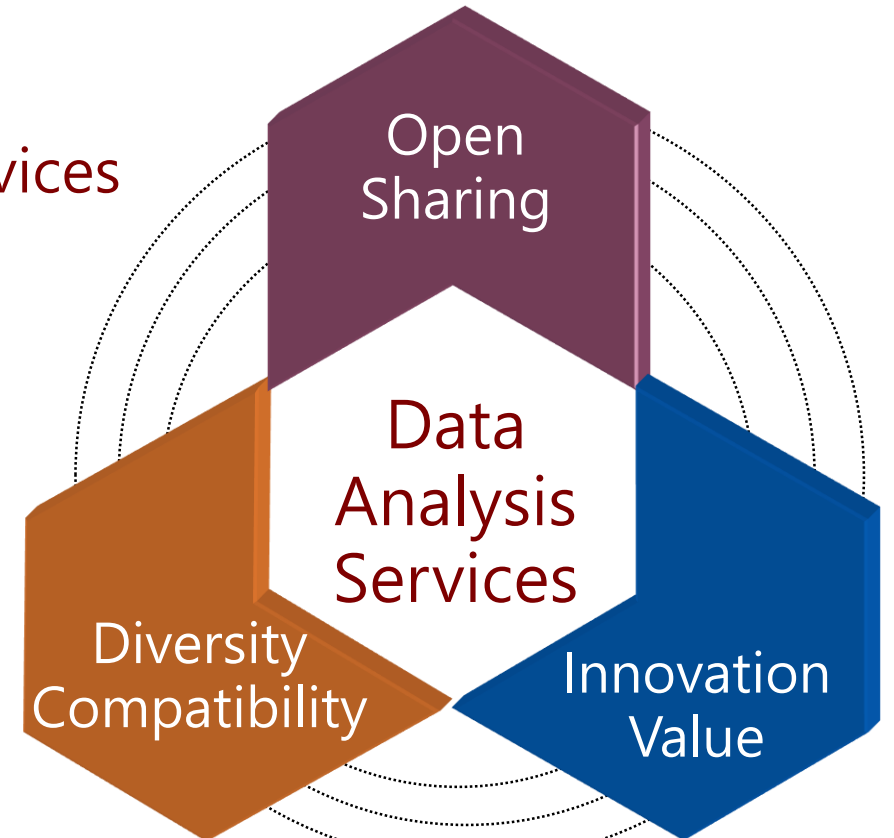 vices
Open
Sharing
Data
Analysis
Services
Diversity
Compatibility
Innovation
Value